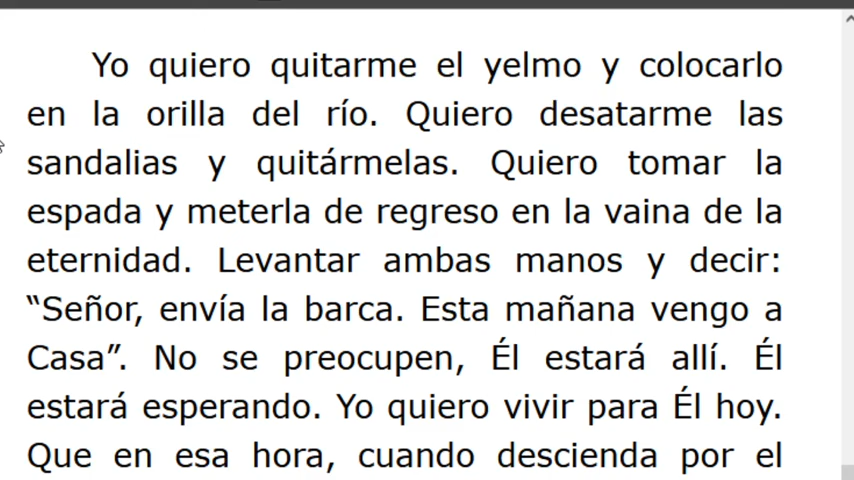 Yo quiero quitarme el yelmo y colocarlo
en la orilla del río. Quiero desatarme las
sandalias y quitármelas. Quiero tomar la
espada y meterla de regreso en la vaina de la
eternidad. Levantar ambas manos y decir:
“Señor, envía la barca. Esta mañana vengo a
Casa”. No se preocupen, Él estará allí. Él
estará esperando. Yo quiero vivir para Él hoy.
Que en esa hora, cuando descienda por el